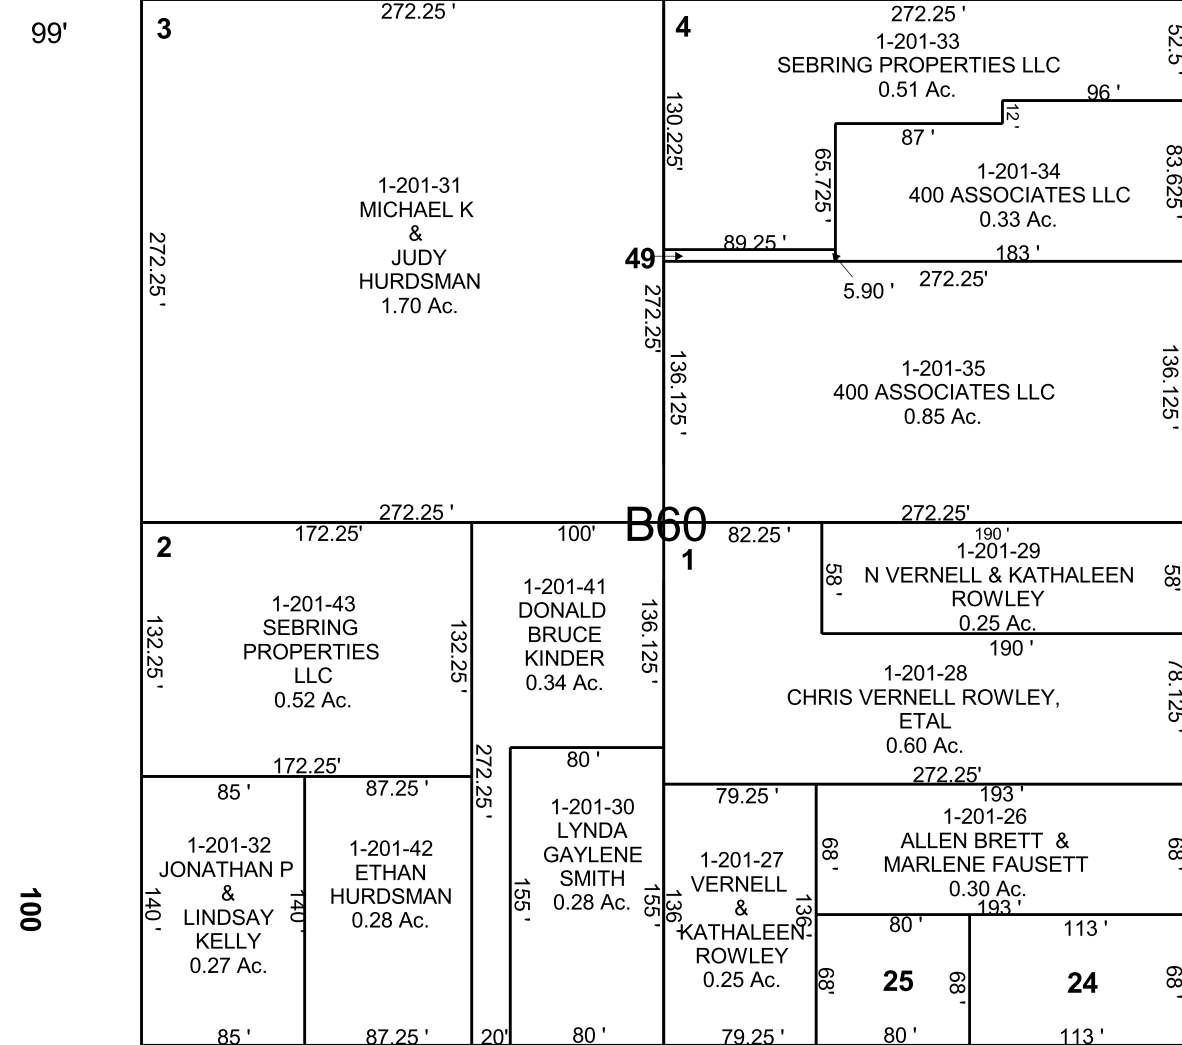 99'
3
272.25 '
1-201-31
MICHAEL K
&
JUDY
HURDSMAN
1.70 Ac.
272.25 '
272.25'
272.25 '
4
272.25 '
1-201-33
SEBRING PROPERTIES LLC
0.51 Ac.
52.5 '
130.225'
96 '
12 '
87 '
65.725 '
1-201-34
400 ASSOCIATES LLC
0.33 Ac.
83.625 '
89.25 '
49
183 '
5.90 '
272.25'
1-201-35
400 ASSOCIATES LLC
0.85 Ac.
136.125 '
136.125 '
272.25'
B60
2
172.25'
1-201-43
SEBRING
PROPERTIES
LLC
0.52 Ac.
132.25 '
132.25 '
172.25'
100'
1-201-41
DONALD
BRUCE
KINDER
0.34 Ac.
136.125 '
272.25 '
1
82.25 '
190 '
1-201-29
N VERNELL & KATHALEEN
ROWLEY
0.25 Ac.
58 '
58'
190 '
1-201-28
CHRIS VERNELL ROWLEY,
ETAL
0.60 Ac.
78.125 '
272.25'
100
85 '
1-201-32
JONATHAN P
&
LINDSAY
KELLY
0.27 Ac.
140 '
140'
85 '
87.25 '
1-201-42
ETHAN
HURDSMAN
0.28 Ac.
87.25 '
20'
80 '
1-201-30
LYNDA
GAYLENE
SMITH
0.28 Ac.
155 '
155 '
80 '
79.25 '
1-201-27
VERNELL
&
KATHALEEN
ROWLEY
0.25 Ac.
136 '
136 '
79.25 '
193 '
1-201-26
ALLEN BRETT &
MARLENE FAUSETT
0.30 Ac.
68 '
68 '
193 '
80 '
25
68'
68 '
80 '
113 '
24
68 '
113 '